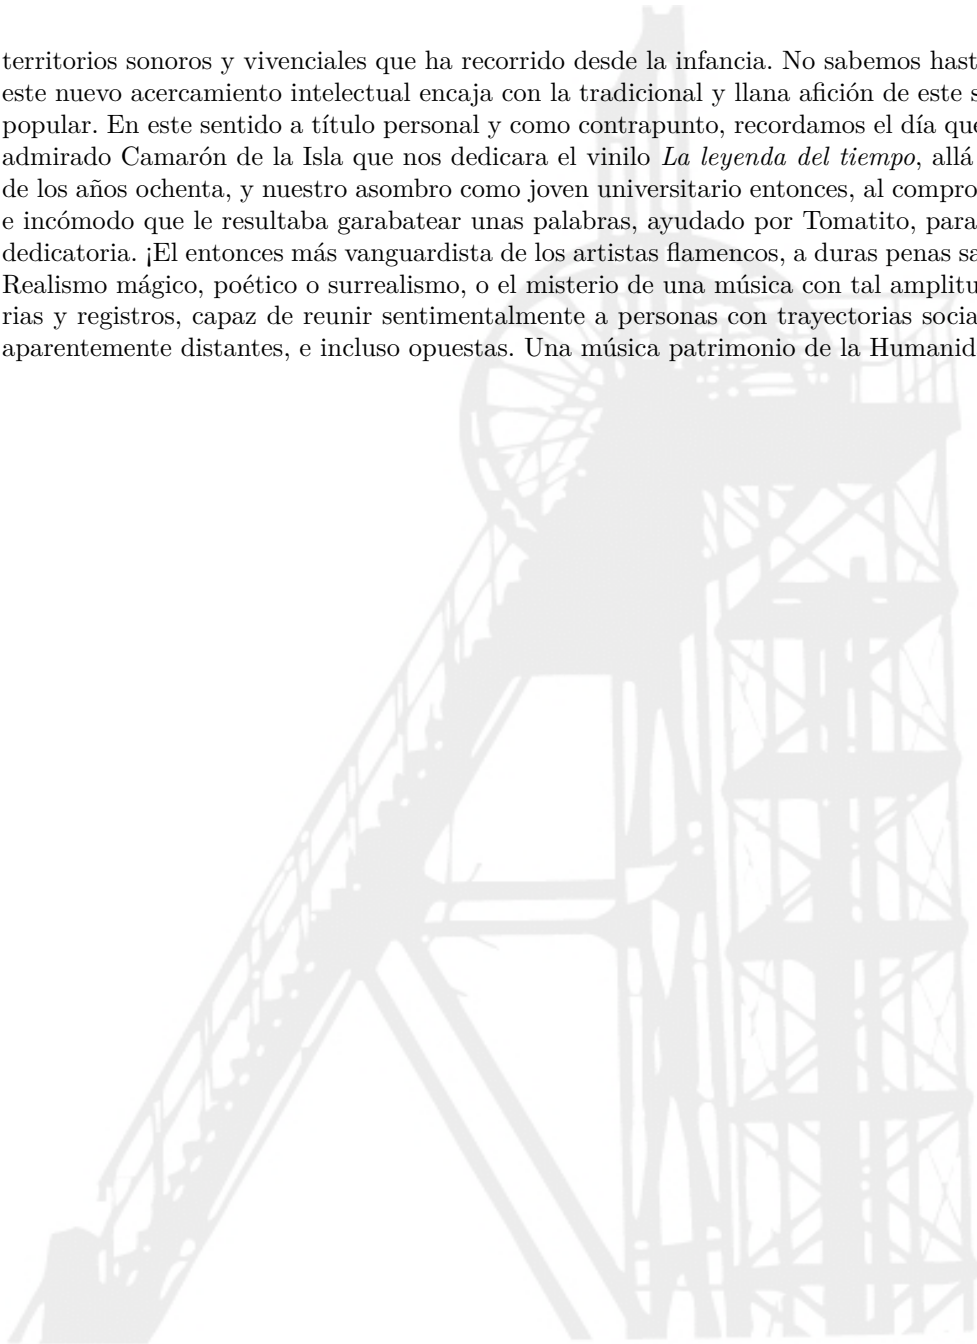 territorios sonoros y vivenciales que ha recorrido desde la infancia. No sabemos hast
este nuevo acercamiento intelectual encaja con la tradicional y llana afición de este s
popular. En este sentido a título personal y como contrapunto, recordamos el día que
admirado Camarón de la Isla que nos dedicara el vinilo La leyenda del tiempo, allá
de los años ochenta, y nuestro asombro como joven universitario entonces, al compro
e incómodo que le resultaba garabatear unas palabras, ayudado por Tomatito, para
dedicatoria. ¡El entonces más vanguardista de los artistas flamencos, a duras penas sa
Realismo mágico, poético o surrealismo, o el misterio de una música con tal amplitu
rias y registros, capaz de reunir sentimentalmente a personas con trayectorias socia
aparentemente distantes, e incluso opuestas. Una música patrimonio de la Humanid